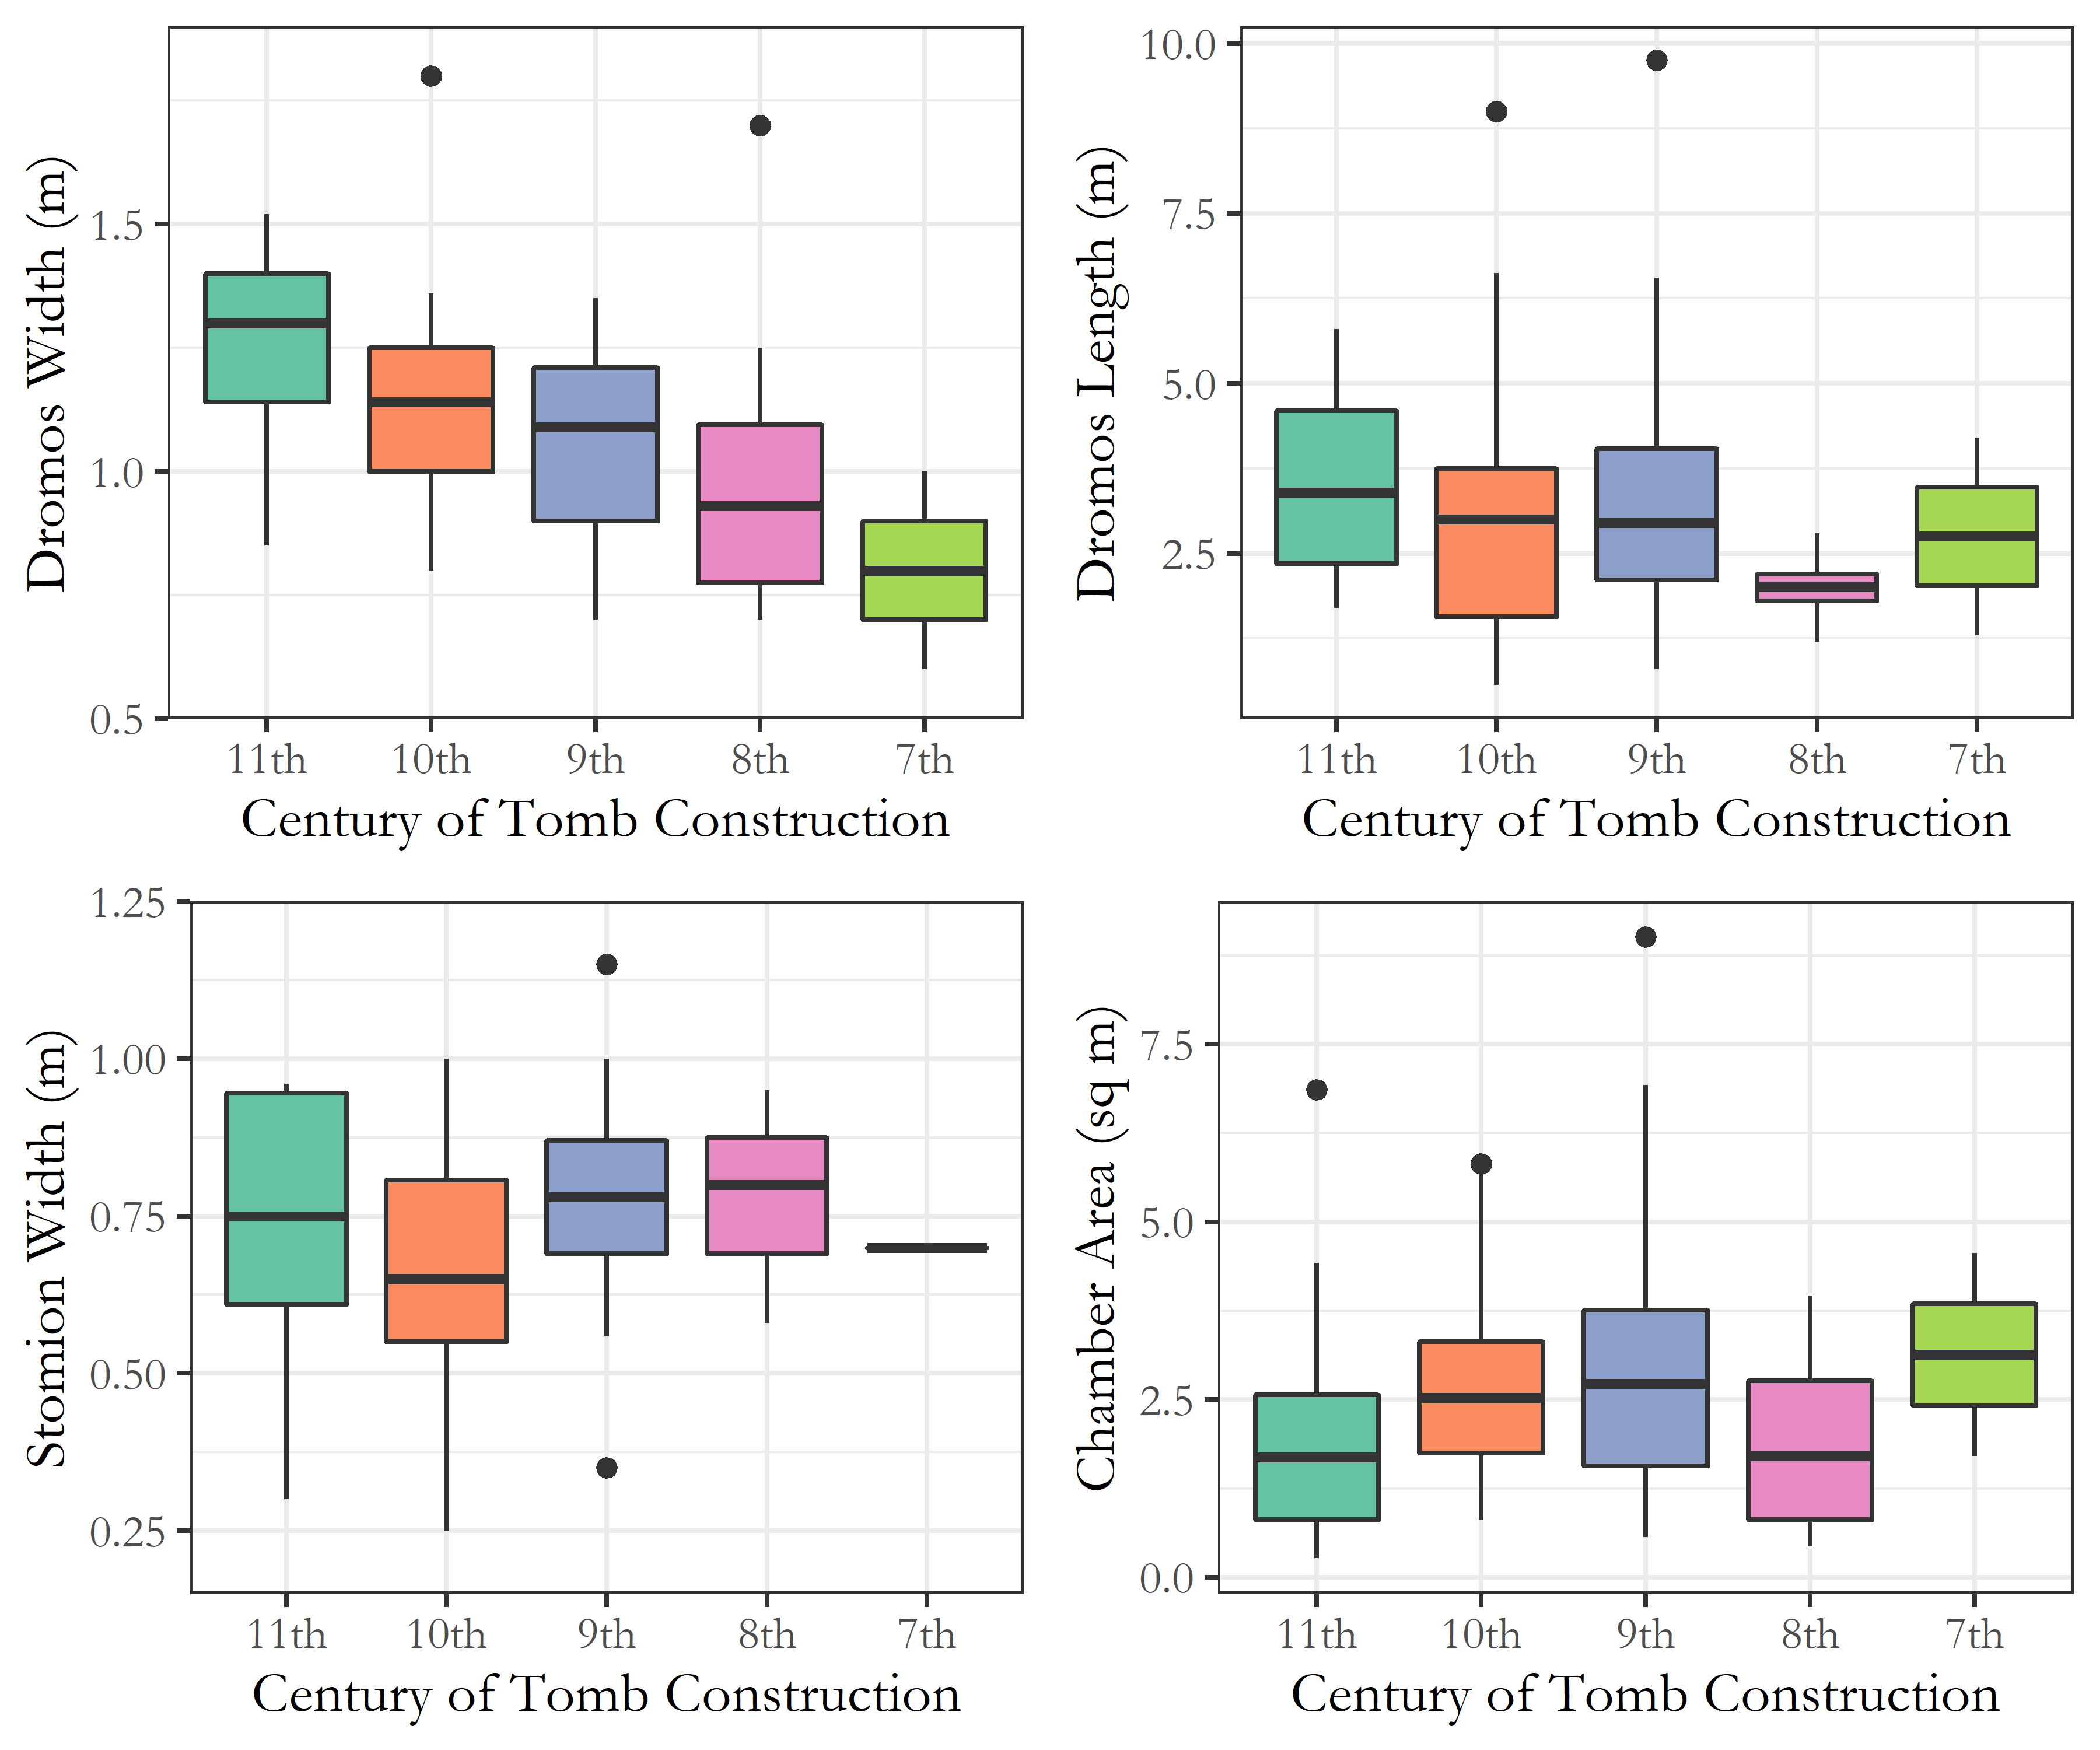 Dromos Width (m)
1.5
1.0
0.5
11th 10th 9th 8th 7th
Century of Tomb Construction
Dromos Length (m)
10.0
7.5
5.0
2.5
11th 10th 9th 8th 7th
Century of Tomb Construction
Stomion Width (m)
1.25
1.00
0.75
0.50
0.25
11th 10th 9th 8th 7th
Century of Tomb Construction
Chamber Area (sq m)
7.5
5.0
2.5
0.0
11th 10th 9th 8th 7th
Century of Tomb Construction